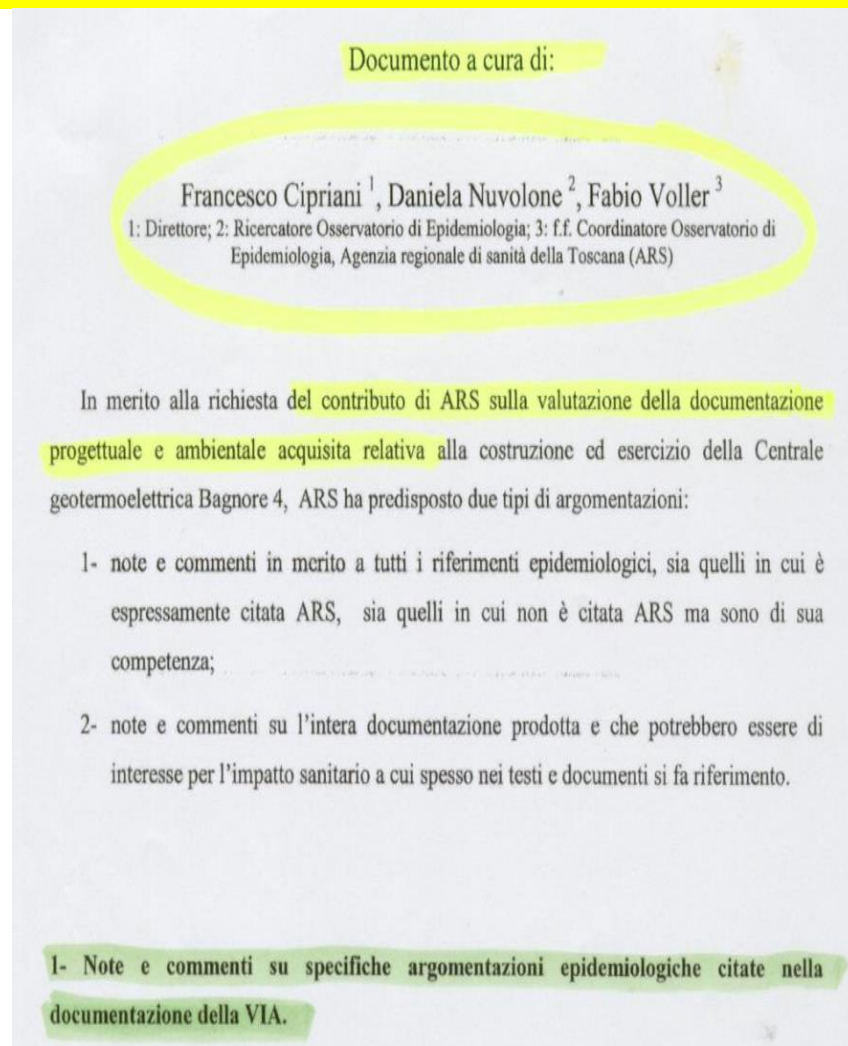 Documento a cura di:
Francesco Cipriani 1, Daniela Nuvolone 2, Fabio Voller 3
1: Direttore; 2: Ricercatore Osservatorio di Epidemiologia; 3: f.f. Coordinatore Osservatorio di
Epidemiologia, Agenzia regionale di sanità della Toscana (ARS)
In merito alla richiesta del contributo di ARS sulla valutazione della documentazione
progettuale e ambientale acquisita relativa alla costruzione ed esercizio della Centrale
geotermoelettrica Bagnore 4, ARS ha predisposto due tipi di argomentazioni:
1- note e commenti in merito a tutti i riferimenti epidemiologici, sia quelli in cui è
espressamente citata ARS, sia quelli in cui non è citata ARS ma sono di sua
competenza;
2- note e commenti su l'intera documentazione prodotta e che potrebbero essere di
interesse per l'impatto sanitario a cui spesso nei testi e documenti si fa riferimento.
1- Note e commenti su specifiche argomentazioni epidemiologiche citate nella
documentazione della VIA.